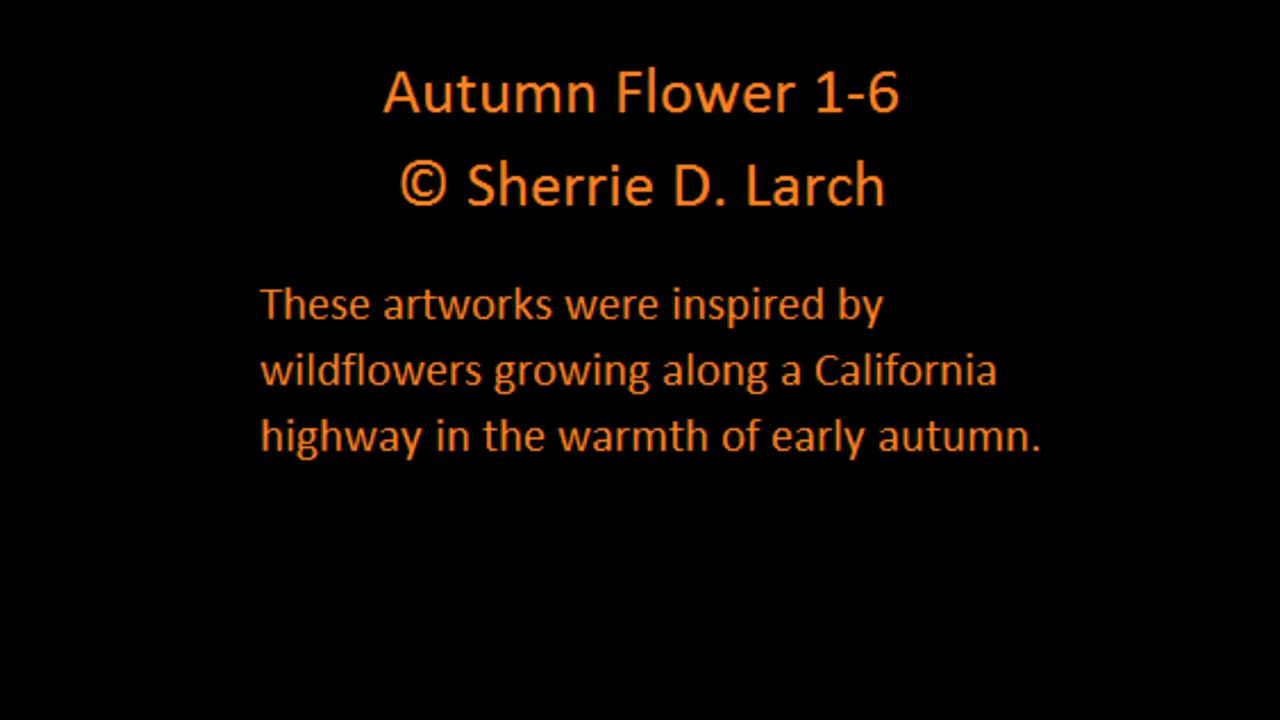 Autumn Flower 1-6
© Sherrie D. Larch
These artworks were inspired by
wildflowers growing along a California
highway in the warmth of early autumn.